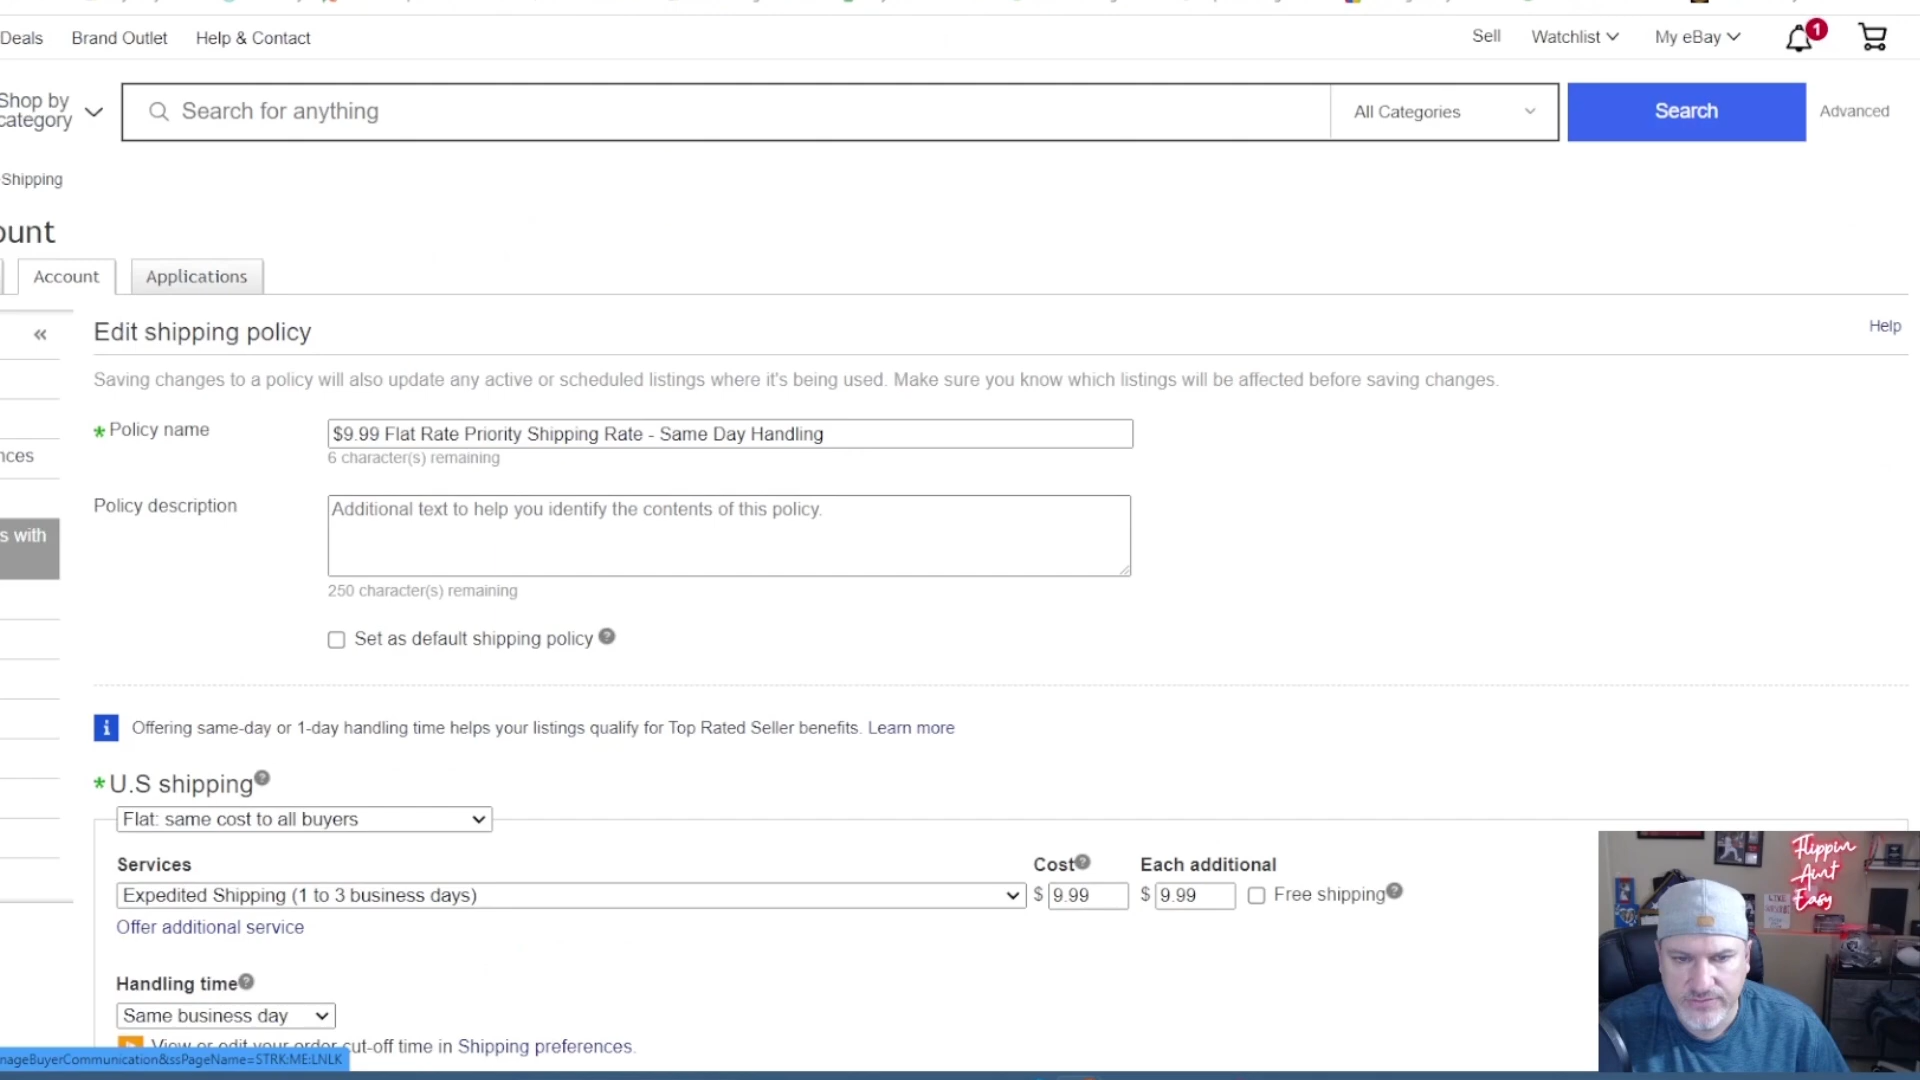 Deals Brand Outlet Help & Contact Sell Watchlist My eBay 1
Shop by category Search for anything All Categories Search Advanced
Shipping
ount
Account Applications
Edit shipping policy Help
Saving changes to a policy will also update any active or scheduled listings where it's being used. Make sure you know which listings will be affected before saving changes.
* Policy name $9.99 Flat Rate Priority Shipping Rate - Same Day Handling
6 character(s) remaining
nces
Policy description Additional text to help you identify the contents of this policy.
s with
250 character(s) remaining
Set as default shipping policy ?
i Offering same-day or 1-day handling time helps your listings qualify for Top Rated Seller benefits. Learn more
* U.S shipping ?
Flat: same cost to all buyers
Services Cost ? Each additional
Expedited Shipping (1 to 3 business days) $ 9.99 $ 9.99 Free shipping ?
Offer additional service
Handling time ?
Same business day
View or edit your order cut-off time in Shipping preferences.
nageBuyerCommunication&ssPageName=STRK:ME:LNLK
Flippin
Aint
Easy